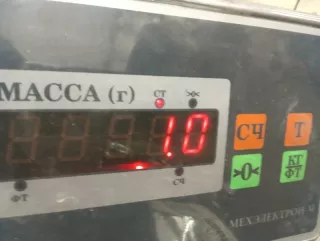 МАССА (г)
СТ
1.0
СЧ Т
>0< КГ
ФТ
ФТ СЧ
МЕХЭЛЕКТРОН